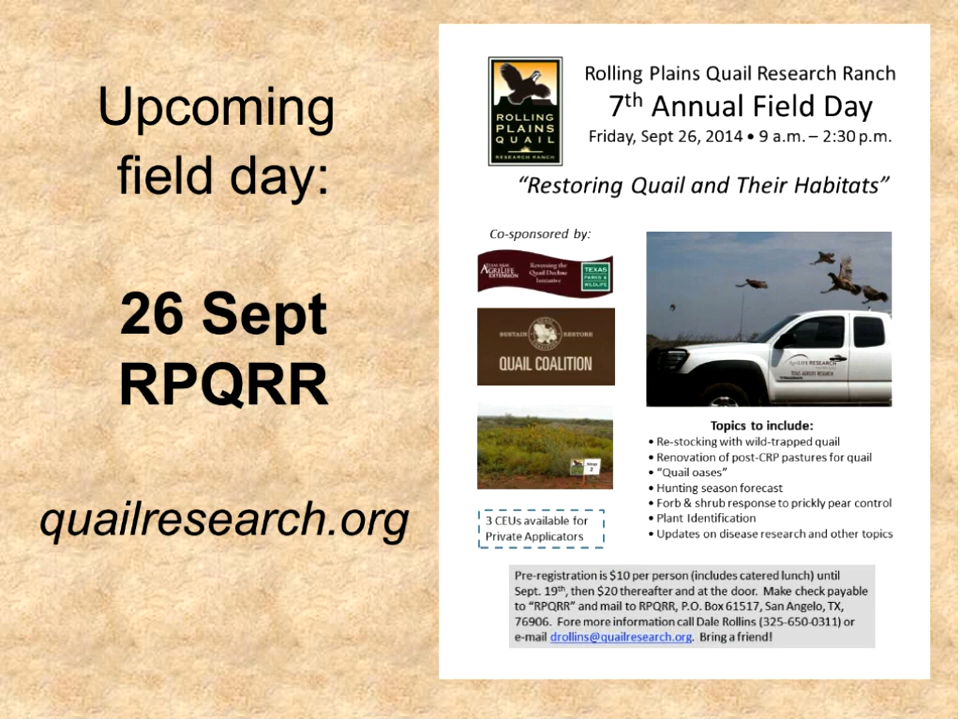 Upcoming
field day:
26 Sept
RPQRR
quailresearch.org
ROLLING
PLAINS
QUAIL
RESEARCH RANCH
Rolling Plains Quail Research Ranch
7th Annual Field Day
Friday, Sept 26, 2014 • 9 a.m. – 2:30 p.m.
“Restoring Quail and Their Habitats”
Co-sponsored by:
TEXAS A&M
AGRILIFE
EXTENSION
Reversing the
Quail Decline
Initiative
TEXAS
PARKS &
WILDLIFE
SUSTAIN
RESTORE
QUAIL COALITION
3 CEUs available for
Private Applicators
RESEARCH
TEXAS AGRILIFE RESEARCH
Topics to include:
• Re-stocking with wild-trapped quail
• Renovation of post-CRP pastures for quail
• “Quail oases”
• Hunting season forecast
• Forb & shrub response to prickly pear control
• Plant Identification
• Updates on disease research and other topics
Pre-registration is $10 per person (includes catered lunch) until
Sept. 19th, then $20 thereafter and at the door. Make check payable
to “RPQRR” and mail to RPQRR, P.O. Box 61517, San Angelo, TX,
76906. Fore more information call Dale Rollins (325-650-0311) or
e-mail drollins@quailresearch.org. Bring a friend!